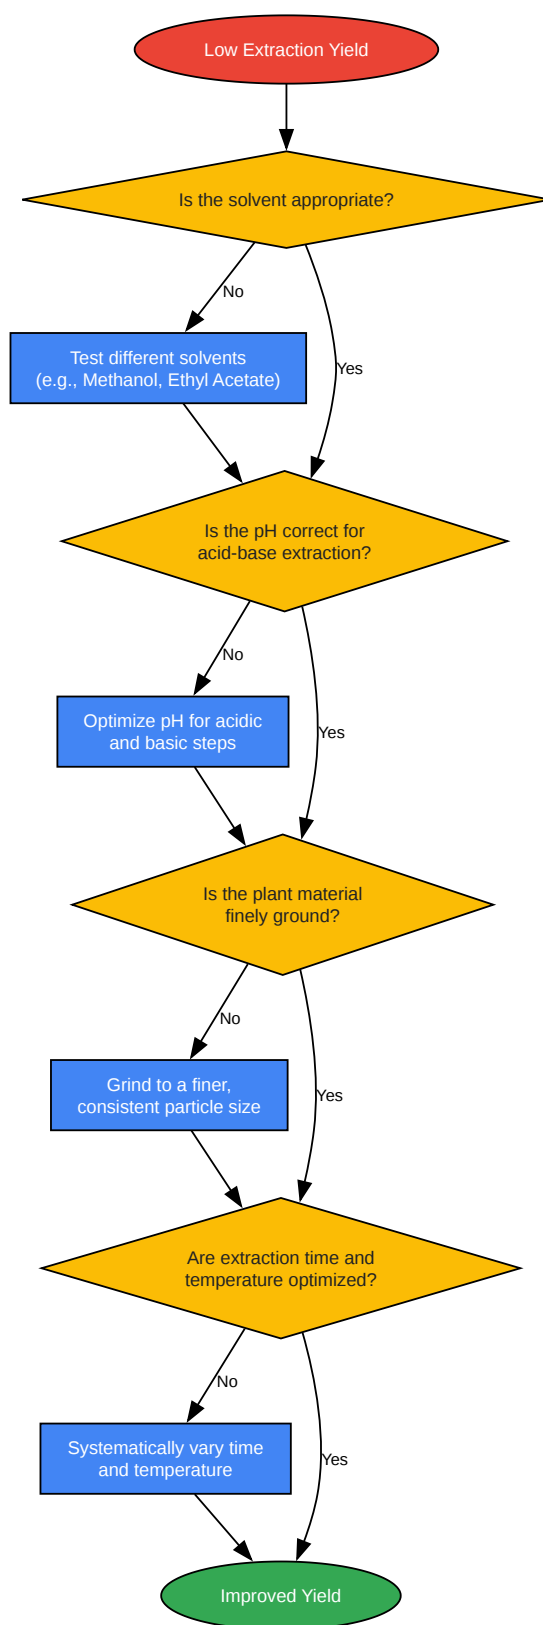 Low Extraction Yield
Is the solvent appropriate?
No
Test different solvents
(e.g., Methanol, Ethyl Acetate)
Yes
Is the pH correct for
acid-base extraction?
No
Optimize pH for acidic
and basic steps
Yes
Is the plant material
finely ground?
No
Grind to a finer,
consistent particle size
Yes
Are extraction time and
temperature optimized?
No
Systematically vary time
and temperature
Yes
Improved Yield